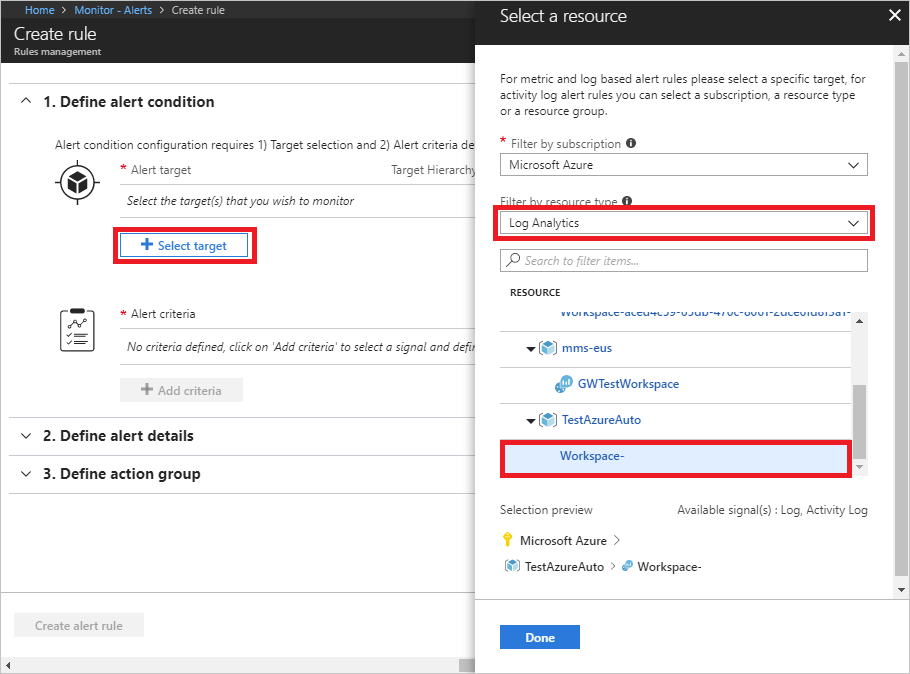 Home > Monitor - Alerts > Create rule
Create rule
Rules management
1. Define alert condition
Alert condition configuration requires 1) Target selection and 2) Alert criteria de
* Alert target
Target Hierarchy
Select the target(s) that you wish to monitor
+ Select target
* Alert criteria
No criteria defined, click on 'Add criteria' to select a signal and defin
+ Add criteria
2. Define alert details
3. Define action group
Create alert rule
Select a resource
For metric and log based alert rules please select a specific target, for
activity log alert rules you can select a subscription, a resource type
or a resource group.
* Filter by subscription
Microsoft Azure
Filter by resource type
Log Analytics
Search to filter items...
RESOURCE
mms-eus
GWTestWorkspace
TestAzureAuto
Workspace-
Selection preview
Available signal(s) : Log, Activity Log
Microsoft Azure >
TestAzureAuto > Workspace-
Done